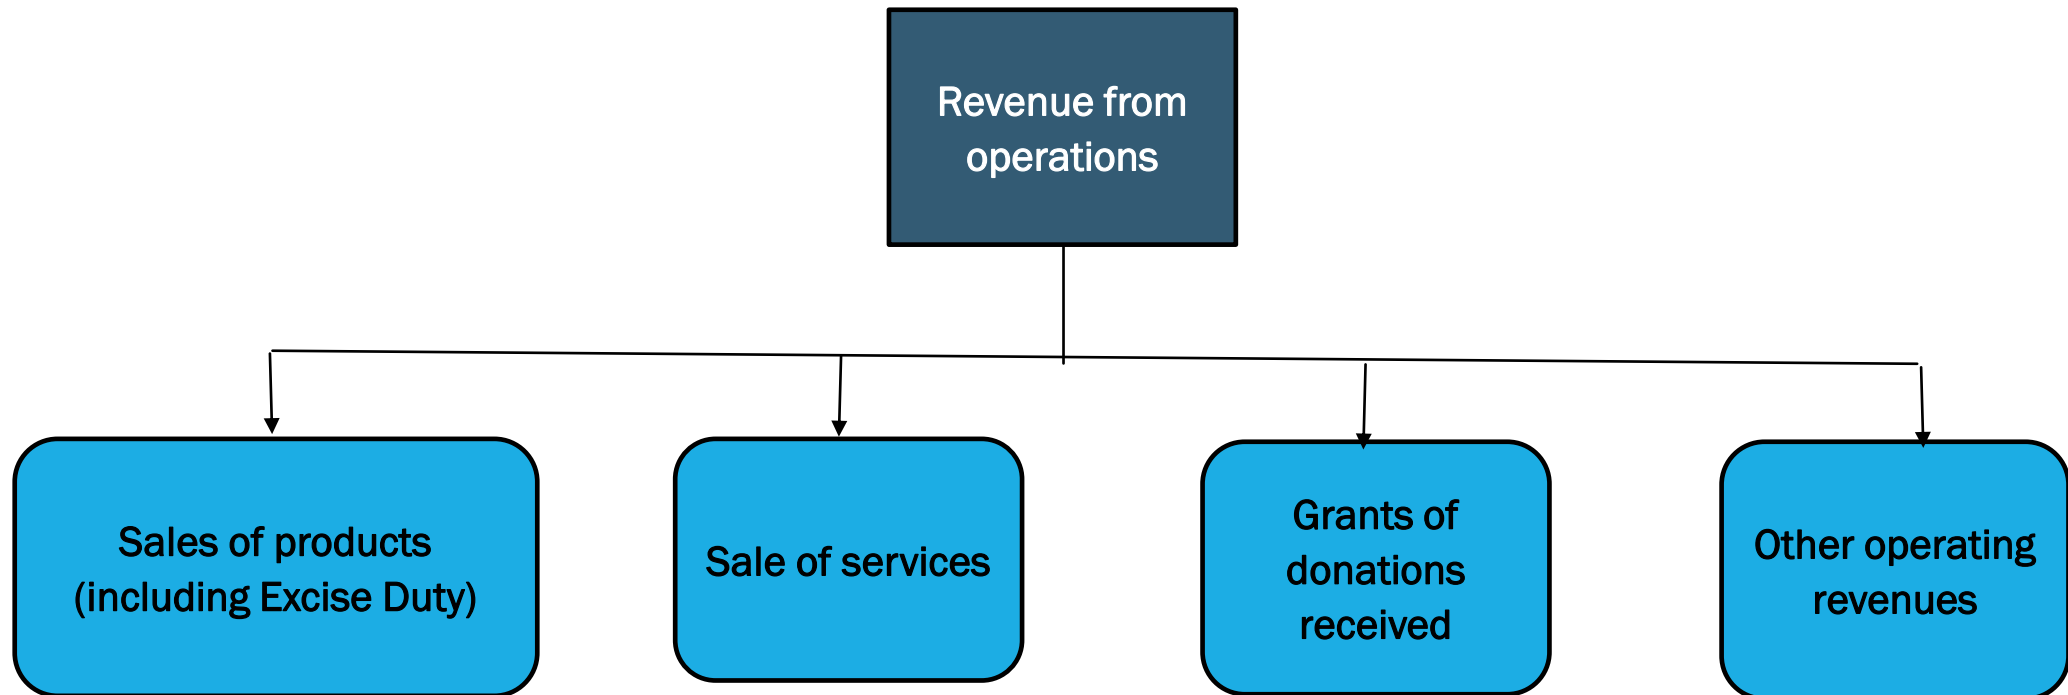 Revenue from
operations
Sales of products
(including Excise Duty)
Sale of services
Grants of
donations
received
Other operating
revenues